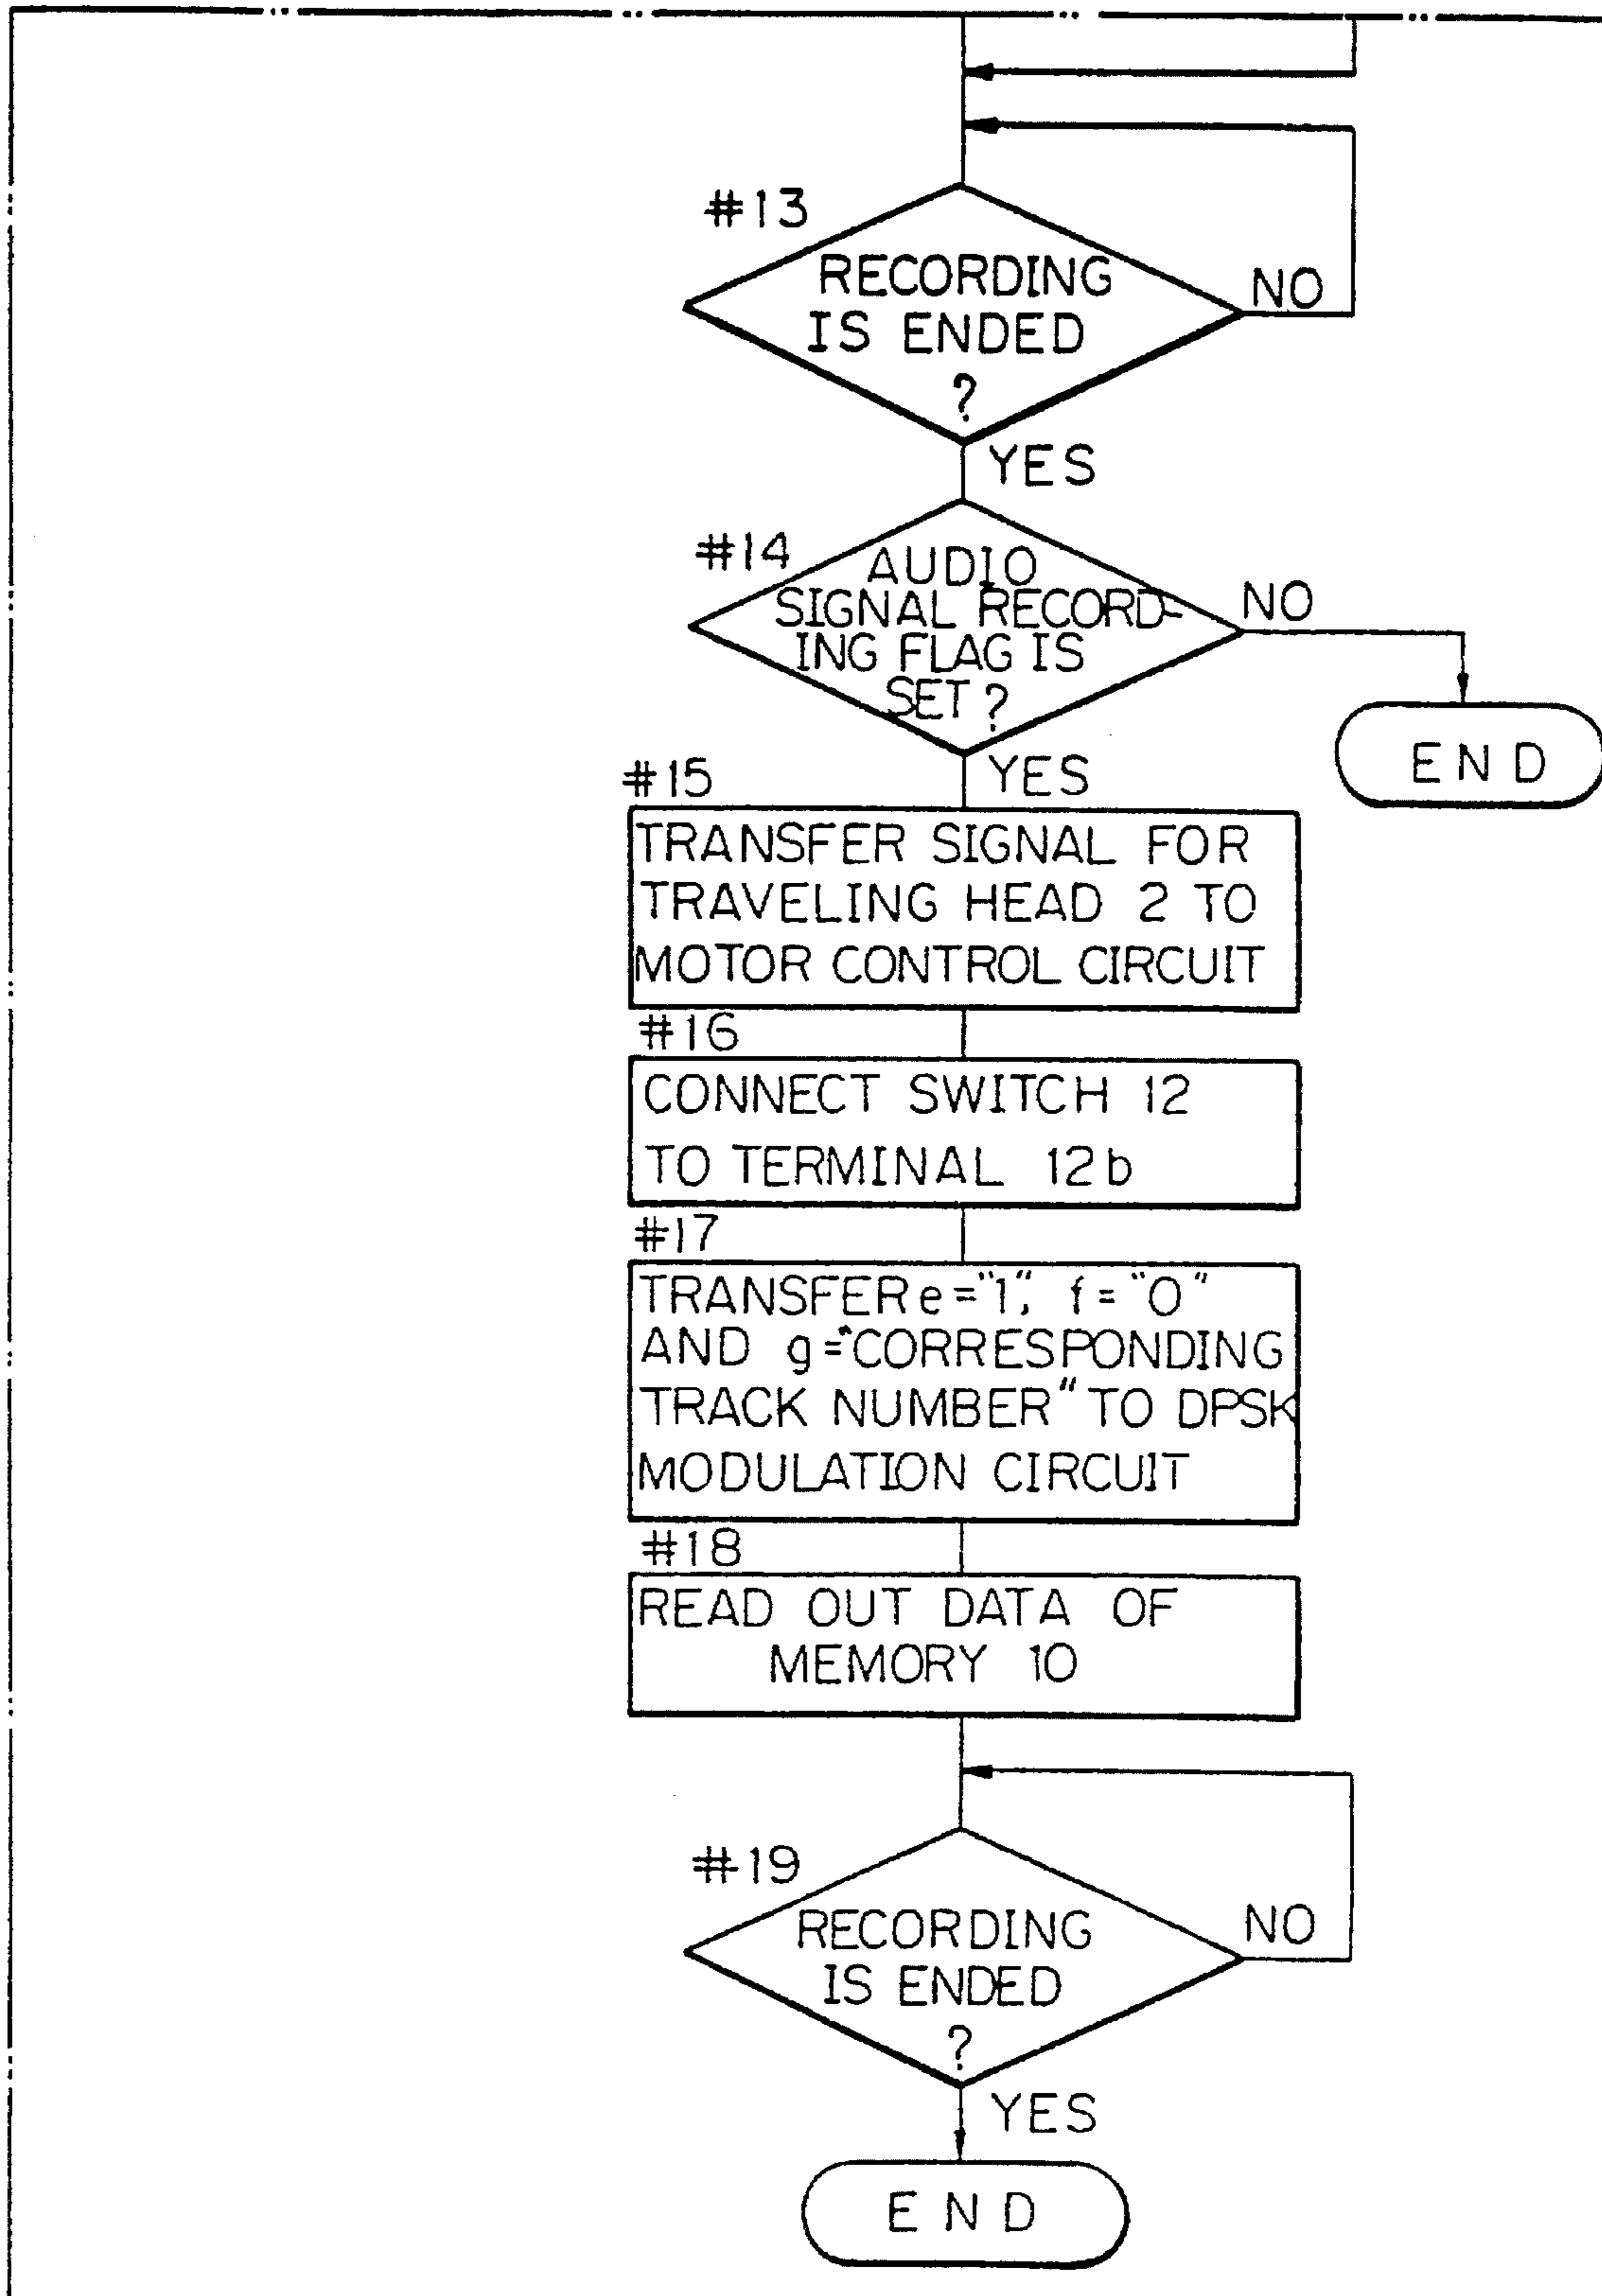 #13
RECORDING
IS ENDED
?
NO
YES
#14
AUDIO
SIGNAL RECORD-
ING FLAG IS
SET ?
NO
END
YES
#15
TRANSFER SIGNAL FOR
TRAVELING HEAD 2 TO
MOTOR CONTROL CIRCUIT
#16
CONNECT SWITCH 12
TO TERMINAL 12b
#17
TRANSFER e="1", f="0"
AND g="CORRESPONDING
TRACK NUMBER" TO DPSK
MODULATION CIRCUIT
#18
READ OUT DATA OF
MEMORY 10
#19
RECORDING
IS ENDED
?
NO
YES
END